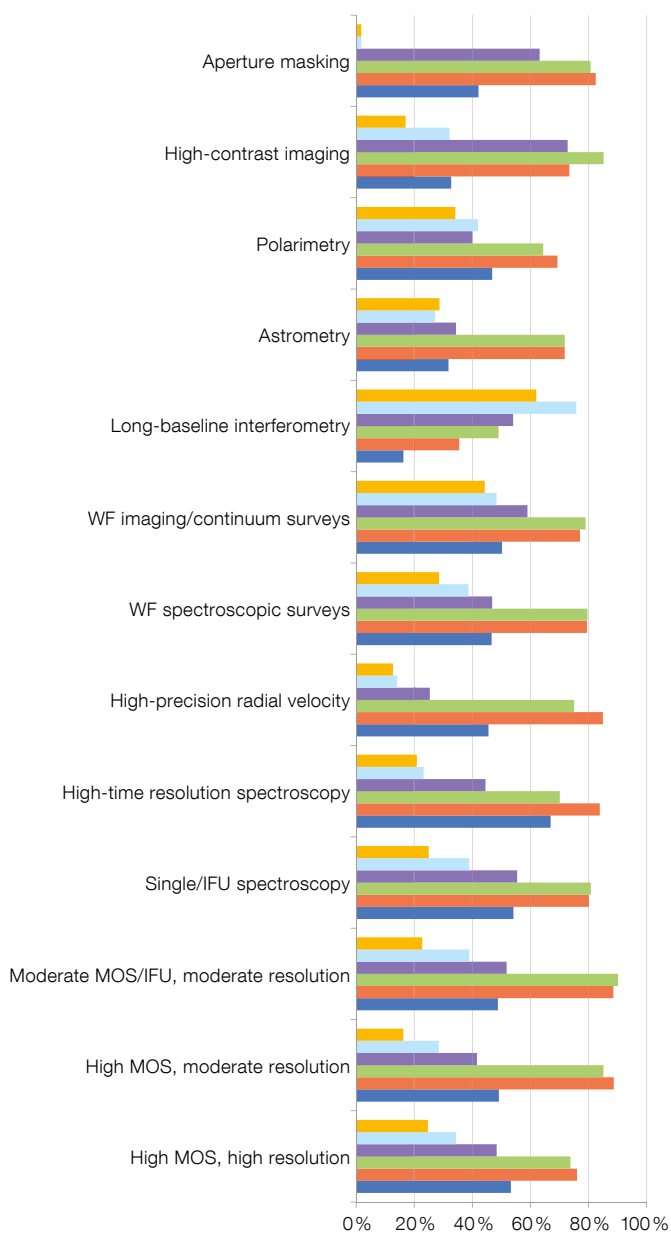 Aperture masking
High-contrast imaging
Polarimetry
Astrometry
Long-baseline interferometry
WF imaging/continuum surveys
WF spectroscopic surveys
High-precision radial velocity
High-time resolution spectroscopy
Single/IFU spectroscopy
Moderate MOS/IFU, moderate resolution
High MOS, moderate resolution
High MOS, high resolution
0 % 20 % 40 % 60 % 80 % 100 %